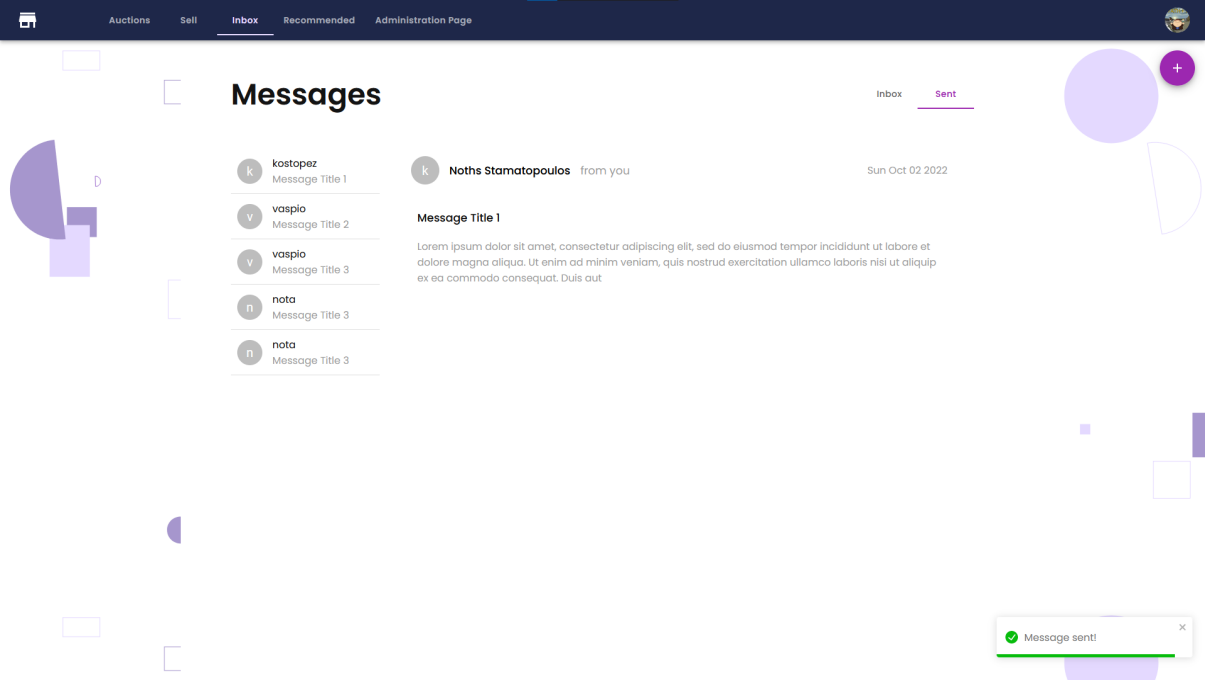 Auctions Sell Inbox Recommended Administration Page
+
Messages
Inbox Sent
k kostopez
Message Title 1
v vaspio
Message Title 2
v vaspio
Message Title 3
n nota
Message Title 3
n nota
Message Title 3
k Noths Stamatopoulos from you Sun Oct 02 2022
Message Title 1
Lorem ipsum dolor sit amet, consectetur adipiscing elit, sed do eiusmod tempor incididunt ut labore et
dolore magna aliqua. Ut enim ad minim veniam, quis nostrud exercitation ullamco laboris nisi ut aliquip
ex ea commodo consequat. Duis aut
Message sent!